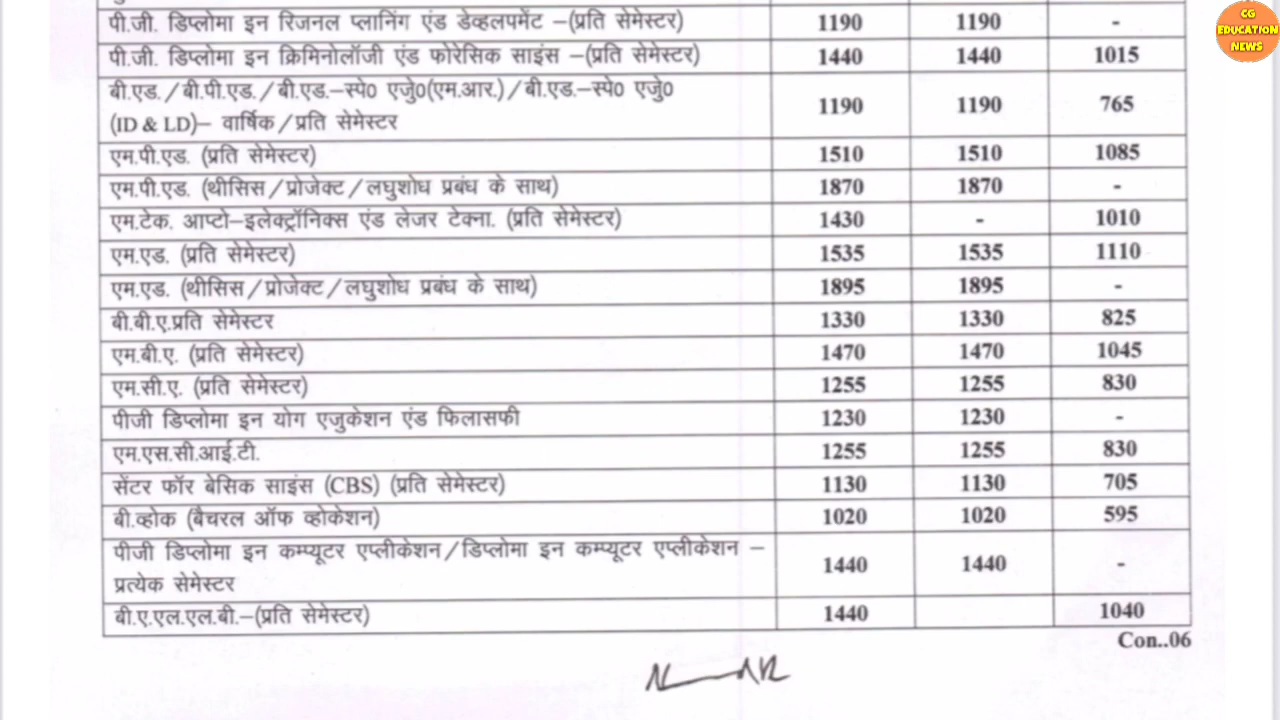 पी.जी. डिप्लोमा इन रिजनल प्लानिंग एंड डेव्हलपमेंट –(प्रति सेमेस्टर) 1190 1190 -
पी.जी. डिप्लोमा इन क्रिमिनोलॉजी एंड फोरेसिक साइंस –(प्रति सेमेस्टर) 1440 1440 1015
बी.एड./बी.पी.एड./बी.एड.–स्पे0 एजु0(एम.आर.)/बी.एड.–स्पे0 एजु0
(ID & LD)– वार्षिक/प्रति सेमेस्टर 1190 1190 765
एम.पी.एड. (प्रति सेमेस्टर) 1510 1510 1085
एम.पी.एड. (थीसिस/प्रोजेक्ट/लघुशोध प्रबंध के साथ) 1870 1870 -
एम.टेक. आप्टो–इलेक्ट्रॉनिक्स एंड लेजर टेक्ना. (प्रति सेमेस्टर) 1430 - 1010
एम.एड. (प्रति सेमेस्टर) 1535 1535 1110
एम.एड. (थीसिस/प्रोजेक्ट/लघुशोध प्रबंध के साथ) 1895 1895 -
बी.बी.ए.प्रति सेमेस्टर 1330 1330 825
एम.बी.ए. (प्रति सेमेस्टर) 1470 1470 1045
एम.सी.ए. (प्रति सेमेस्टर) 1255 1255 830
पीजी डिप्लोमा इन योग एजुकेशन एंड फिलासफी 1230 1230 -
एम.एस.सी.आई.टी. 1255 1255 830
सेंटर फॉर बेसिक साइंस (CBS) (प्रति सेमेस्टर) 1130 1130 705
बी.व्होक (बैचरल ऑफ व्होकेशन) 1020 1020 595
पीजी डिप्लोमा इन कम्प्यूटर एप्लीकेशन/डिप्लोमा इन कम्प्यूटर एप्लीकेशन –
प्रत्येक सेमेस्टर 1440 1440 -
बी.ए.एल.एल.बी.–(प्रति सेमेस्टर) 1440 1040
Con..06
CG
EDUCATION
NEWS